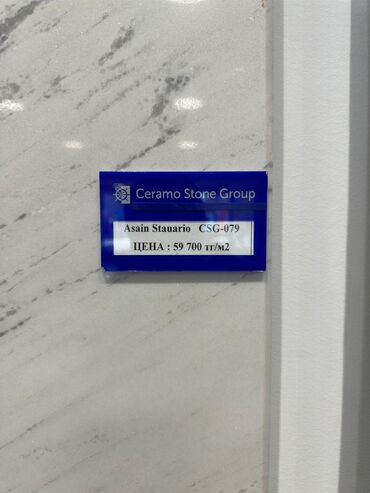 Ceramo Stone Group
Asain Stauario CSG-079
ЦЕНА : 59 700 тг/м2